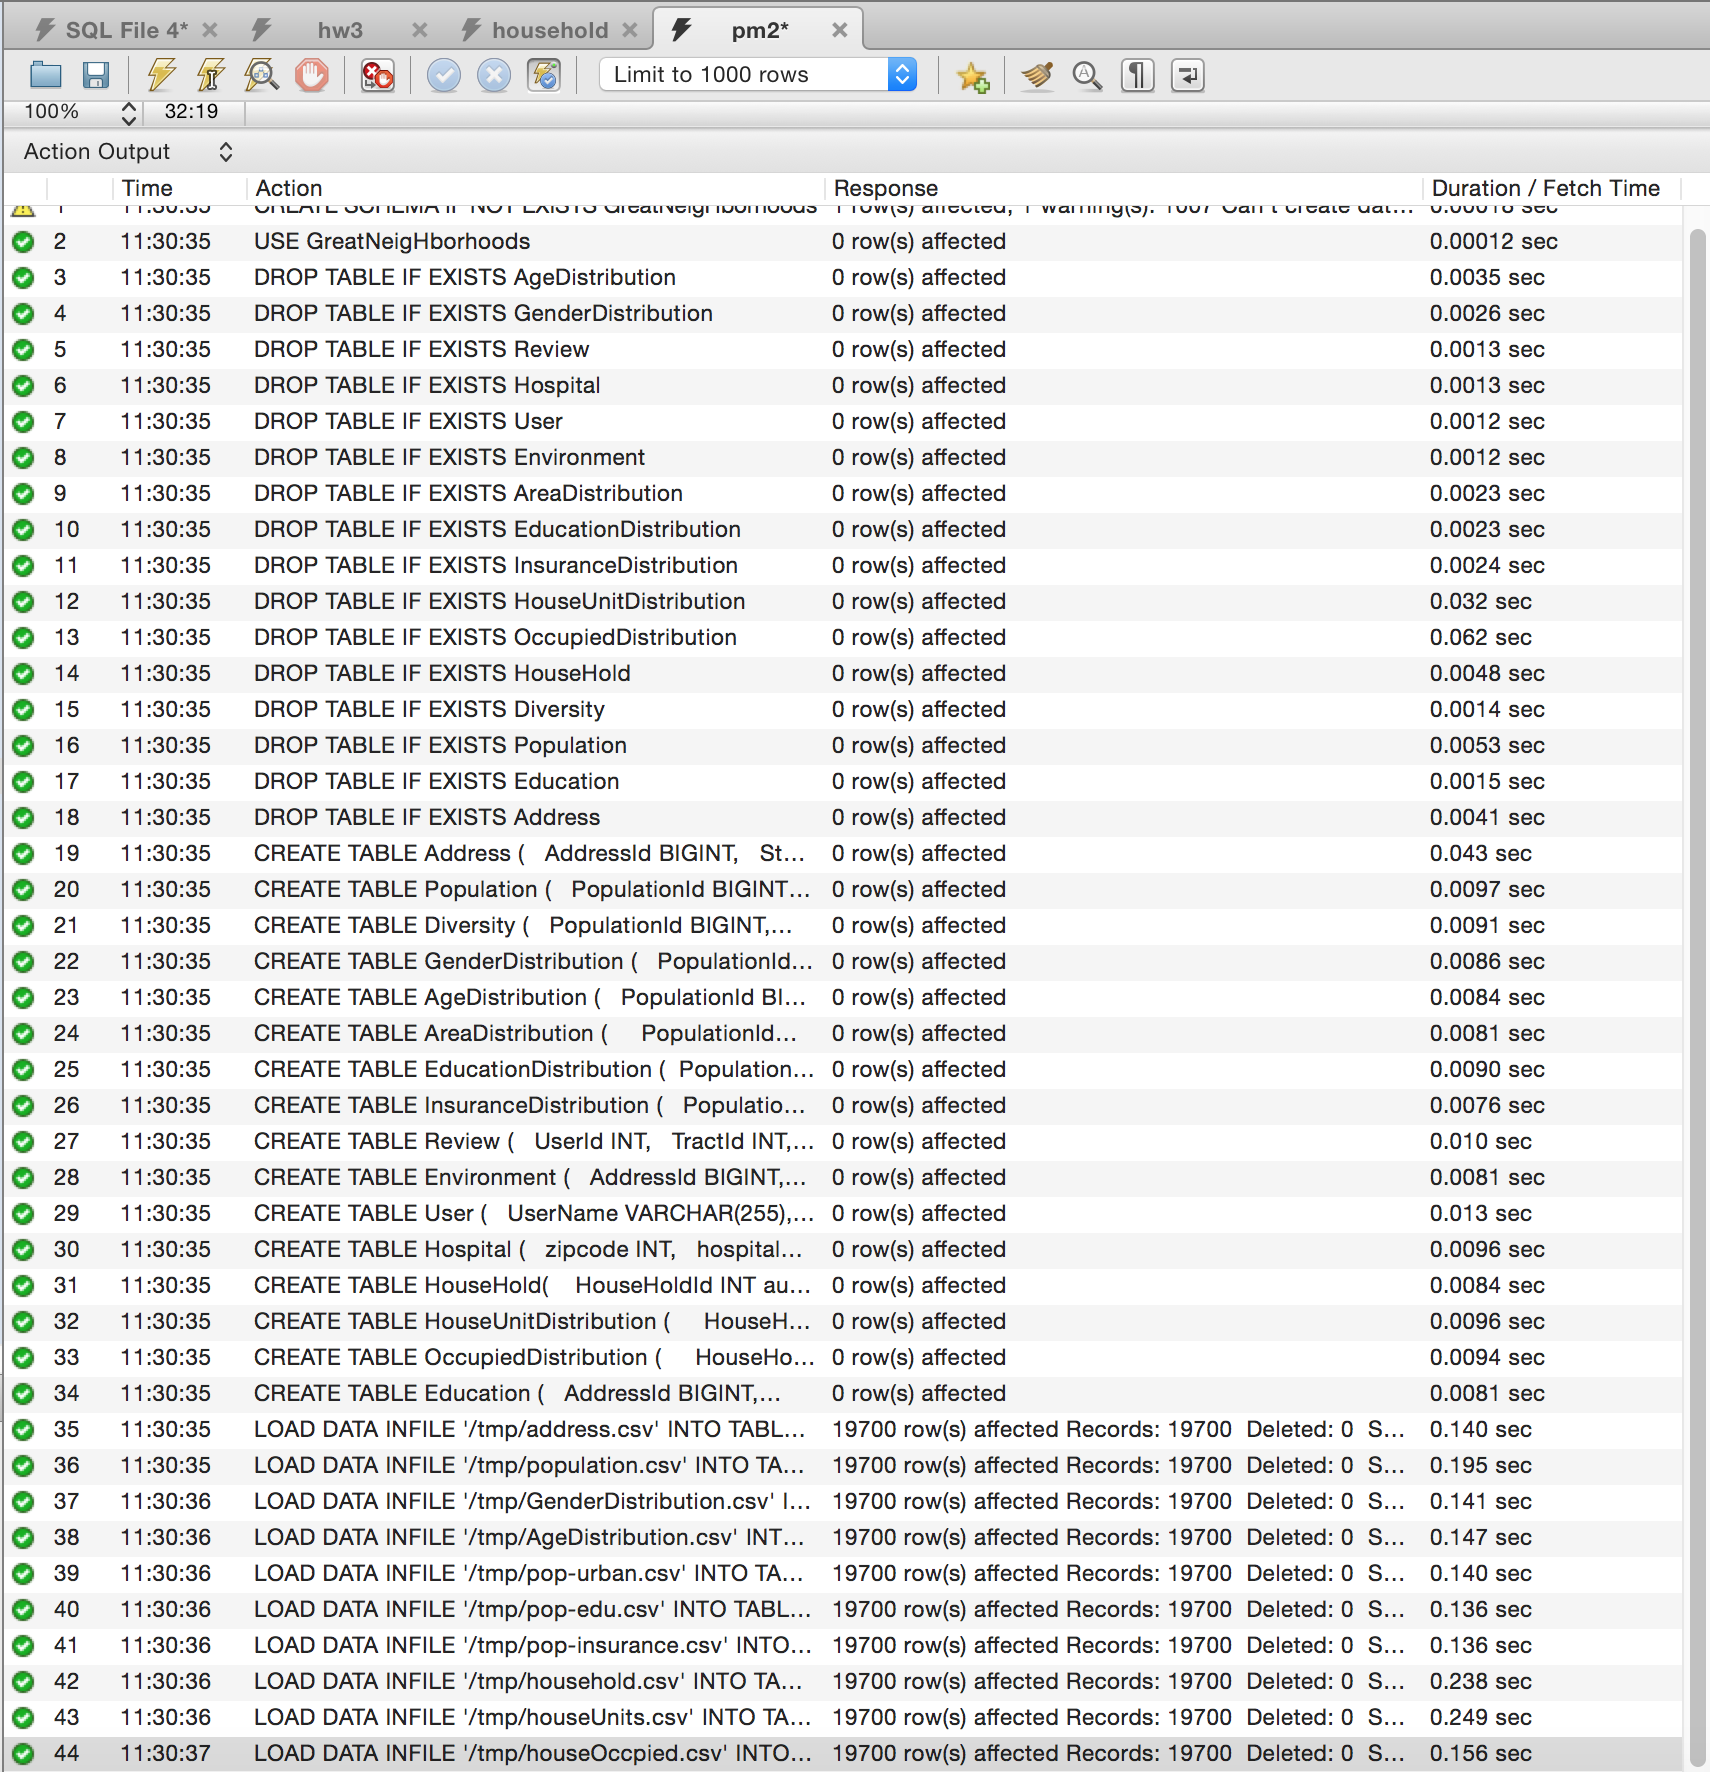 SQL File 4* hw3 household pm2*
Limit to 1000 rows
100% 32:19
Action Output
Time Action Response Duration / Fetch Time
1 11:30:35 CREATE SCHEMA IF NOT EXISTS GreatNeigHborhoods 1 row(s) affected, 1 warning(s): 1007 Can't create dat... 0.00018 sec
2 11:30:35 USE GreatNeigHborhoods 0 row(s) affected 0.00012 sec
3 11:30:35 DROP TABLE IF EXISTS AgeDistribution 0 row(s) affected 0.0035 sec
4 11:30:35 DROP TABLE IF EXISTS GenderDistribution 0 row(s) affected 0.0026 sec
5 11:30:35 DROP TABLE IF EXISTS Review 0 row(s) affected 0.0013 sec
6 11:30:35 DROP TABLE IF EXISTS Hospital 0 row(s) affected 0.0013 sec
7 11:30:35 DROP TABLE IF EXISTS User 0 row(s) affected 0.0012 sec
8 11:30:35 DROP TABLE IF EXISTS Environment 0 row(s) affected 0.0012 sec
9 11:30:35 DROP TABLE IF EXISTS AreaDistribution 0 row(s) affected 0.0023 sec
10 11:30:35 DROP TABLE IF EXISTS EducationDistribution 0 row(s) affected 0.0023 sec
11 11:30:35 DROP TABLE IF EXISTS InsuranceDistribution 0 row(s) affected 0.0024 sec
12 11:30:35 DROP TABLE IF EXISTS HouseUnitDistribution 0 row(s) affected 0.032 sec
13 11:30:35 DROP TABLE IF EXISTS OccupiedDistribution 0 row(s) affected 0.062 sec
14 11:30:35 DROP TABLE IF EXISTS HouseHold 0 row(s) affected 0.0048 sec
15 11:30:35 DROP TABLE IF EXISTS Diversity 0 row(s) affected 0.0014 sec
16 11:30:35 DROP TABLE IF EXISTS Population 0 row(s) affected 0.0053 sec
17 11:30:35 DROP TABLE IF EXISTS Education 0 row(s) affected 0.0015 sec
18 11:30:35 DROP TABLE IF EXISTS Address 0 row(s) affected 0.0041 sec
19 11:30:35 CREATE TABLE Address ( AddressId BIGINT, St... 0 row(s) affected 0.043 sec
20 11:30:35 CREATE TABLE Population ( PopulationId BIGINT... 0 row(s) affected 0.0097 sec
21 11:30:35 CREATE TABLE Diversity ( PopulationId BIGINT,... 0 row(s) affected 0.0091 sec
22 11:30:35 CREATE TABLE GenderDistribution ( PopulationId... 0 row(s) affected 0.0086 sec
23 11:30:35 CREATE TABLE AgeDistribution ( PopulationId BI... 0 row(s) affected 0.0084 sec
24 11:30:35 CREATE TABLE AreaDistribution ( PopulationId... 0 row(s) affected 0.0081 sec
25 11:30:35 CREATE TABLE EducationDistribution ( Population... 0 row(s) affected 0.0090 sec
26 11:30:35 CREATE TABLE InsuranceDistribution ( Populatio... 0 row(s) affected 0.0076 sec
27 11:30:35 CREATE TABLE Review ( UserId INT, TractId INT,... 0 row(s) affected 0.010 sec
28 11:30:35 CREATE TABLE Environment ( AddressId BIGINT,... 0 row(s) affected 0.0081 sec
29 11:30:35 CREATE TABLE User ( UserName VARCHAR(255),... 0 row(s) affected 0.013 sec
30 11:30:35 CREATE TABLE Hospital ( zipcode INT, hospital... 0 row(s) affected 0.0096 sec
31 11:30:35 CREATE TABLE HouseHold( HouseHoldId INT au... 0 row(s) affected 0.0084 sec
32 11:30:35 CREATE TABLE HouseUnitDistribution ( HouseH... 0 row(s) affected 0.0096 sec
33 11:30:35 CREATE TABLE OccupiedDistribution ( HouseHo... 0 row(s) affected 0.0094 sec
34 11:30:35 CREATE TABLE Education ( AddressId BIGINT,... 0 row(s) affected 0.0081 sec
35 11:30:35 LOAD DATA INFILE '/tmp/address.csv' INTO TABL... 19700 row(s) affected Records: 19700 Deleted: 0 S... 0.140 sec
36 11:30:35 LOAD DATA INFILE '/tmp/population.csv' INTO TA... 19700 row(s) affected Records: 19700 Deleted: 0 S... 0.195 sec
37 11:30:36 LOAD DATA INFILE '/tmp/GenderDistribution.csv' I... 19700 row(s) affected Records: 19700 Deleted: 0 S... 0.141 sec
38 11:30:36 LOAD DATA INFILE '/tmp/AgeDistribution.csv' INT... 19700 row(s) affected Records: 19700 Deleted: 0 S... 0.147 sec
39 11:30:36 LOAD DATA INFILE '/tmp/pop-urban.csv' INTO TA... 19700 row(s) affected Records: 19700 Deleted: 0 S... 0.140 sec
40 11:30:36 LOAD DATA INFILE '/tmp/pop-edu.csv' INTO TABL... 19700 row(s) affected Records: 19700 Deleted: 0 S... 0.136 sec
41 11:30:36 LOAD DATA INFILE '/tmp/pop-insurance.csv' INTO... 19700 row(s) affected Records: 19700 Deleted: 0 S... 0.136 sec
42 11:30:36 LOAD DATA INFILE '/tmp/household.csv' INTO TA... 19700 row(s) affected Records: 19700 Deleted: 0 S... 0.238 sec
43 11:30:36 LOAD DATA INFILE '/tmp/houseUnits.csv' INTO TA... 19700 row(s) affected Records: 19700 Deleted: 0 S... 0.249 sec
44 11:30:37 LOAD DATA INFILE '/tmp/houseOccpied.csv' INTO... 19700 row(s) affected Records: 19700 Deleted: 0 S... 0.156 sec